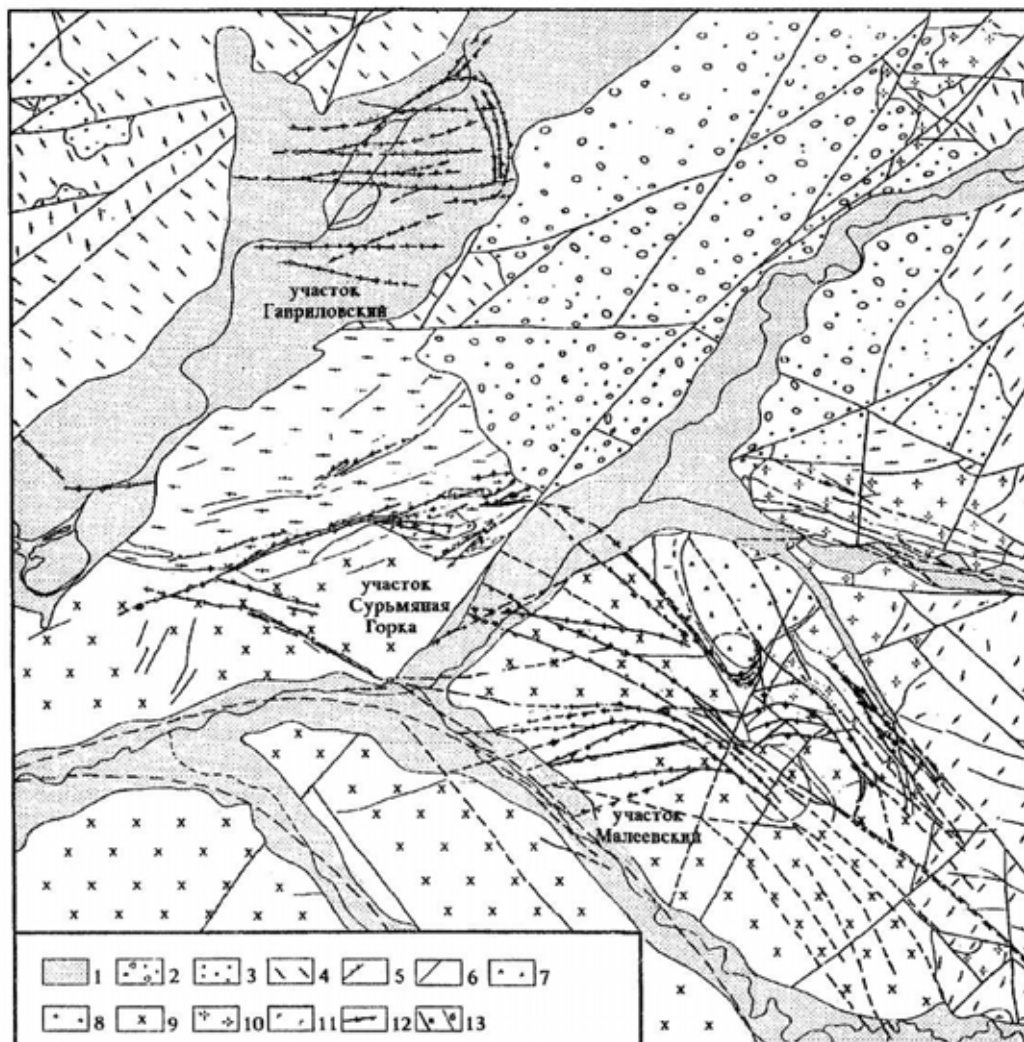 участок
Гавриловский
участок
Сурьмяная
Горка
участок
Малеевский
1 2 3 4 5 6 7
8 9 10 11 12 13